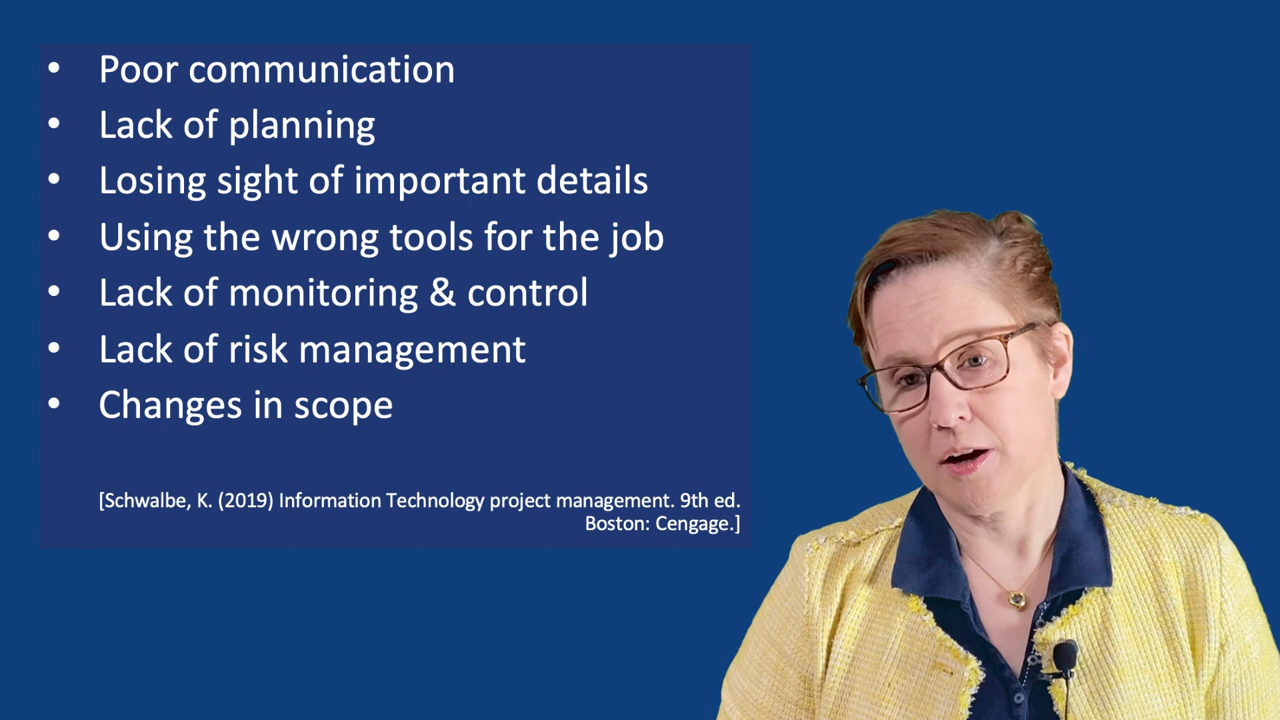 • Poor communication
• Lack of planning
• Losing sight of important details
• Using the wrong tools for the job
• Lack of monitoring & control
• Lack of risk management
• Changes in scope
[Schwalbe, K. (2019) Information Technology project management. 9th ed.
Boston: Cengage.]